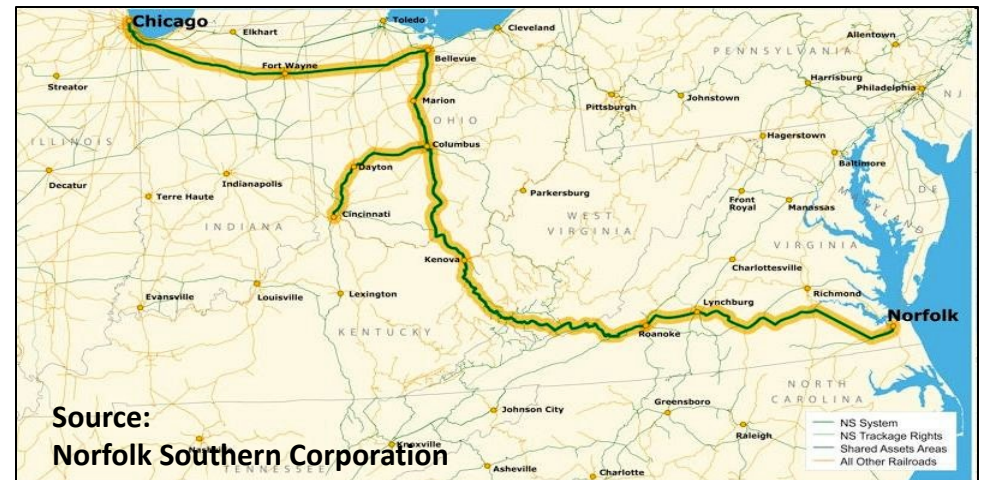 Chicago
Toledo
Elkhart
Cleveland
Allentown
PENNSYLVANIA
Fort Wayne
Bellevue
Harrisburg
Philadelphia
NJ
Streator
Marion
Pittsburgh
Johnstown
OHIO
Hagerstown
ILLINOIS
Columbus
Baltimore
Dayton
Decatur
Indianapolis
Terre Haute
Parkersburg
Front
Royal
Manassas
MARYLAND
DE
Cincinnati
INDIANA
WEST
VIRGINIA
VIRGINIA
Kenova
Charlottesville
Evansville
Louisville
Lexington
Lynchburg
Richmond
Norfolk
KENTUCKY
Roanoke
NORTH
CAROLINA
Source:
Johnson City
Greensboro
NS System
NS Trackage Rights
Shared Assets Areas
All Other Railroads
Raleigh
Norfolk Southern Corporation
Knoxville
TENNESSEE
Asheville
Charlotte